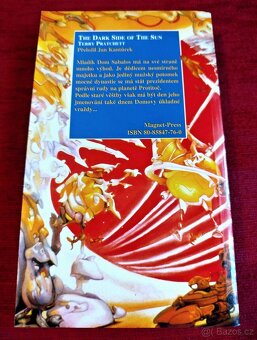 THE DARK SIDE OF THE SUN
TERRY PRATCHETT
Přeložil Jan Kantůrek
Mladík Dom Sabalos má na své straně
mnoho výhod. Je dědicem nesmírného
majetku a jako jediný mužský potomek
mocné dynastie se má stát prezidentem
správní rady na planetě Protitoč.
Podle staré věštby však má být den jeho
jmenování také dnem Domovy úkladné
vraždy...
Magnet-Press
ISBN 80-85847-76-0
Bazos.cz